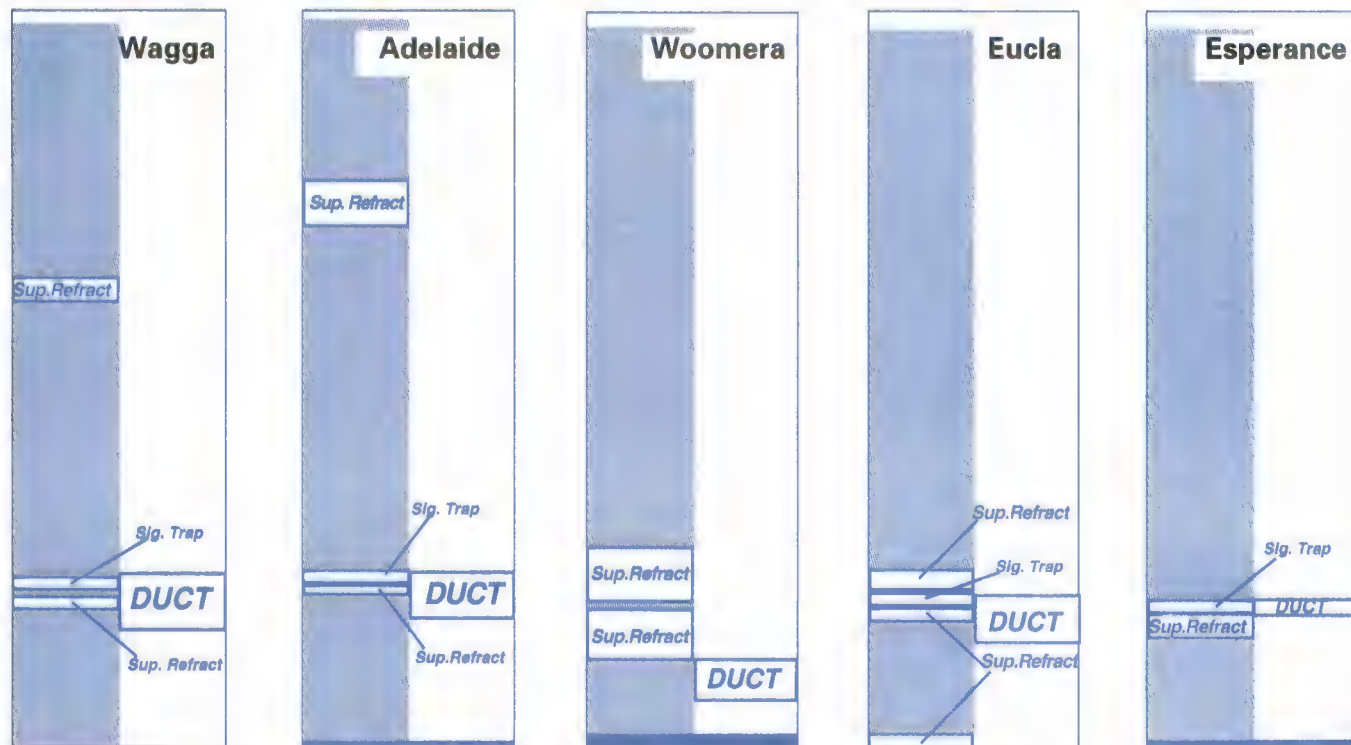 Wagga
Sup.Refract
Sig. Trap
DUCT
Sup. Refract
Adelaide
Sup. Refract
Sig. Trap
DUCT
Sup.Refract
Woomera
Sup.Refract
Sup.Refract
DUCT
Eucla
Sup.Refract
Sig. Trap
DUCT
Sup.Refract
Esperance
Sig. Trap
DUCT
Sup.Refract